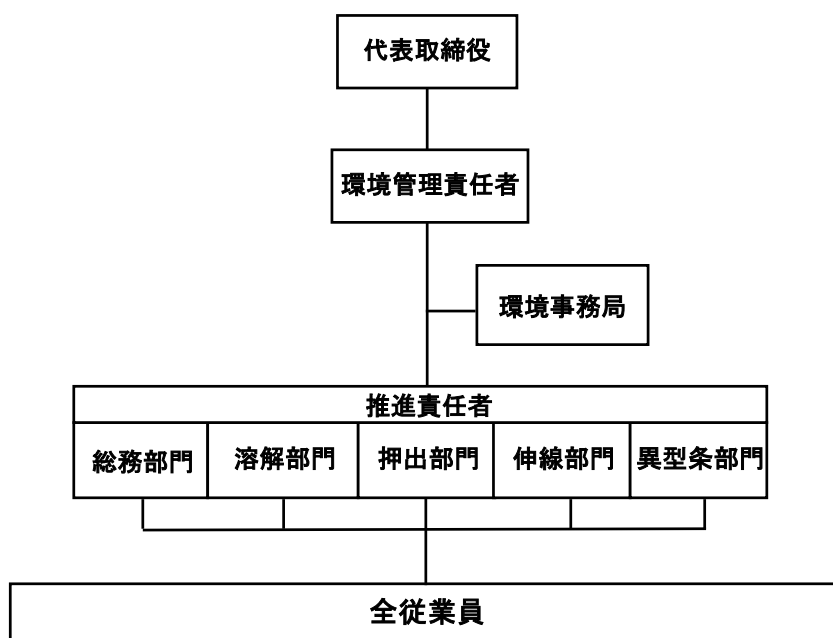 代表取締役
環境管理責任者
環境事務局
推進責任者
総務部門
溶解部門
押出部門
伸線部門
異型条部門
全従業員